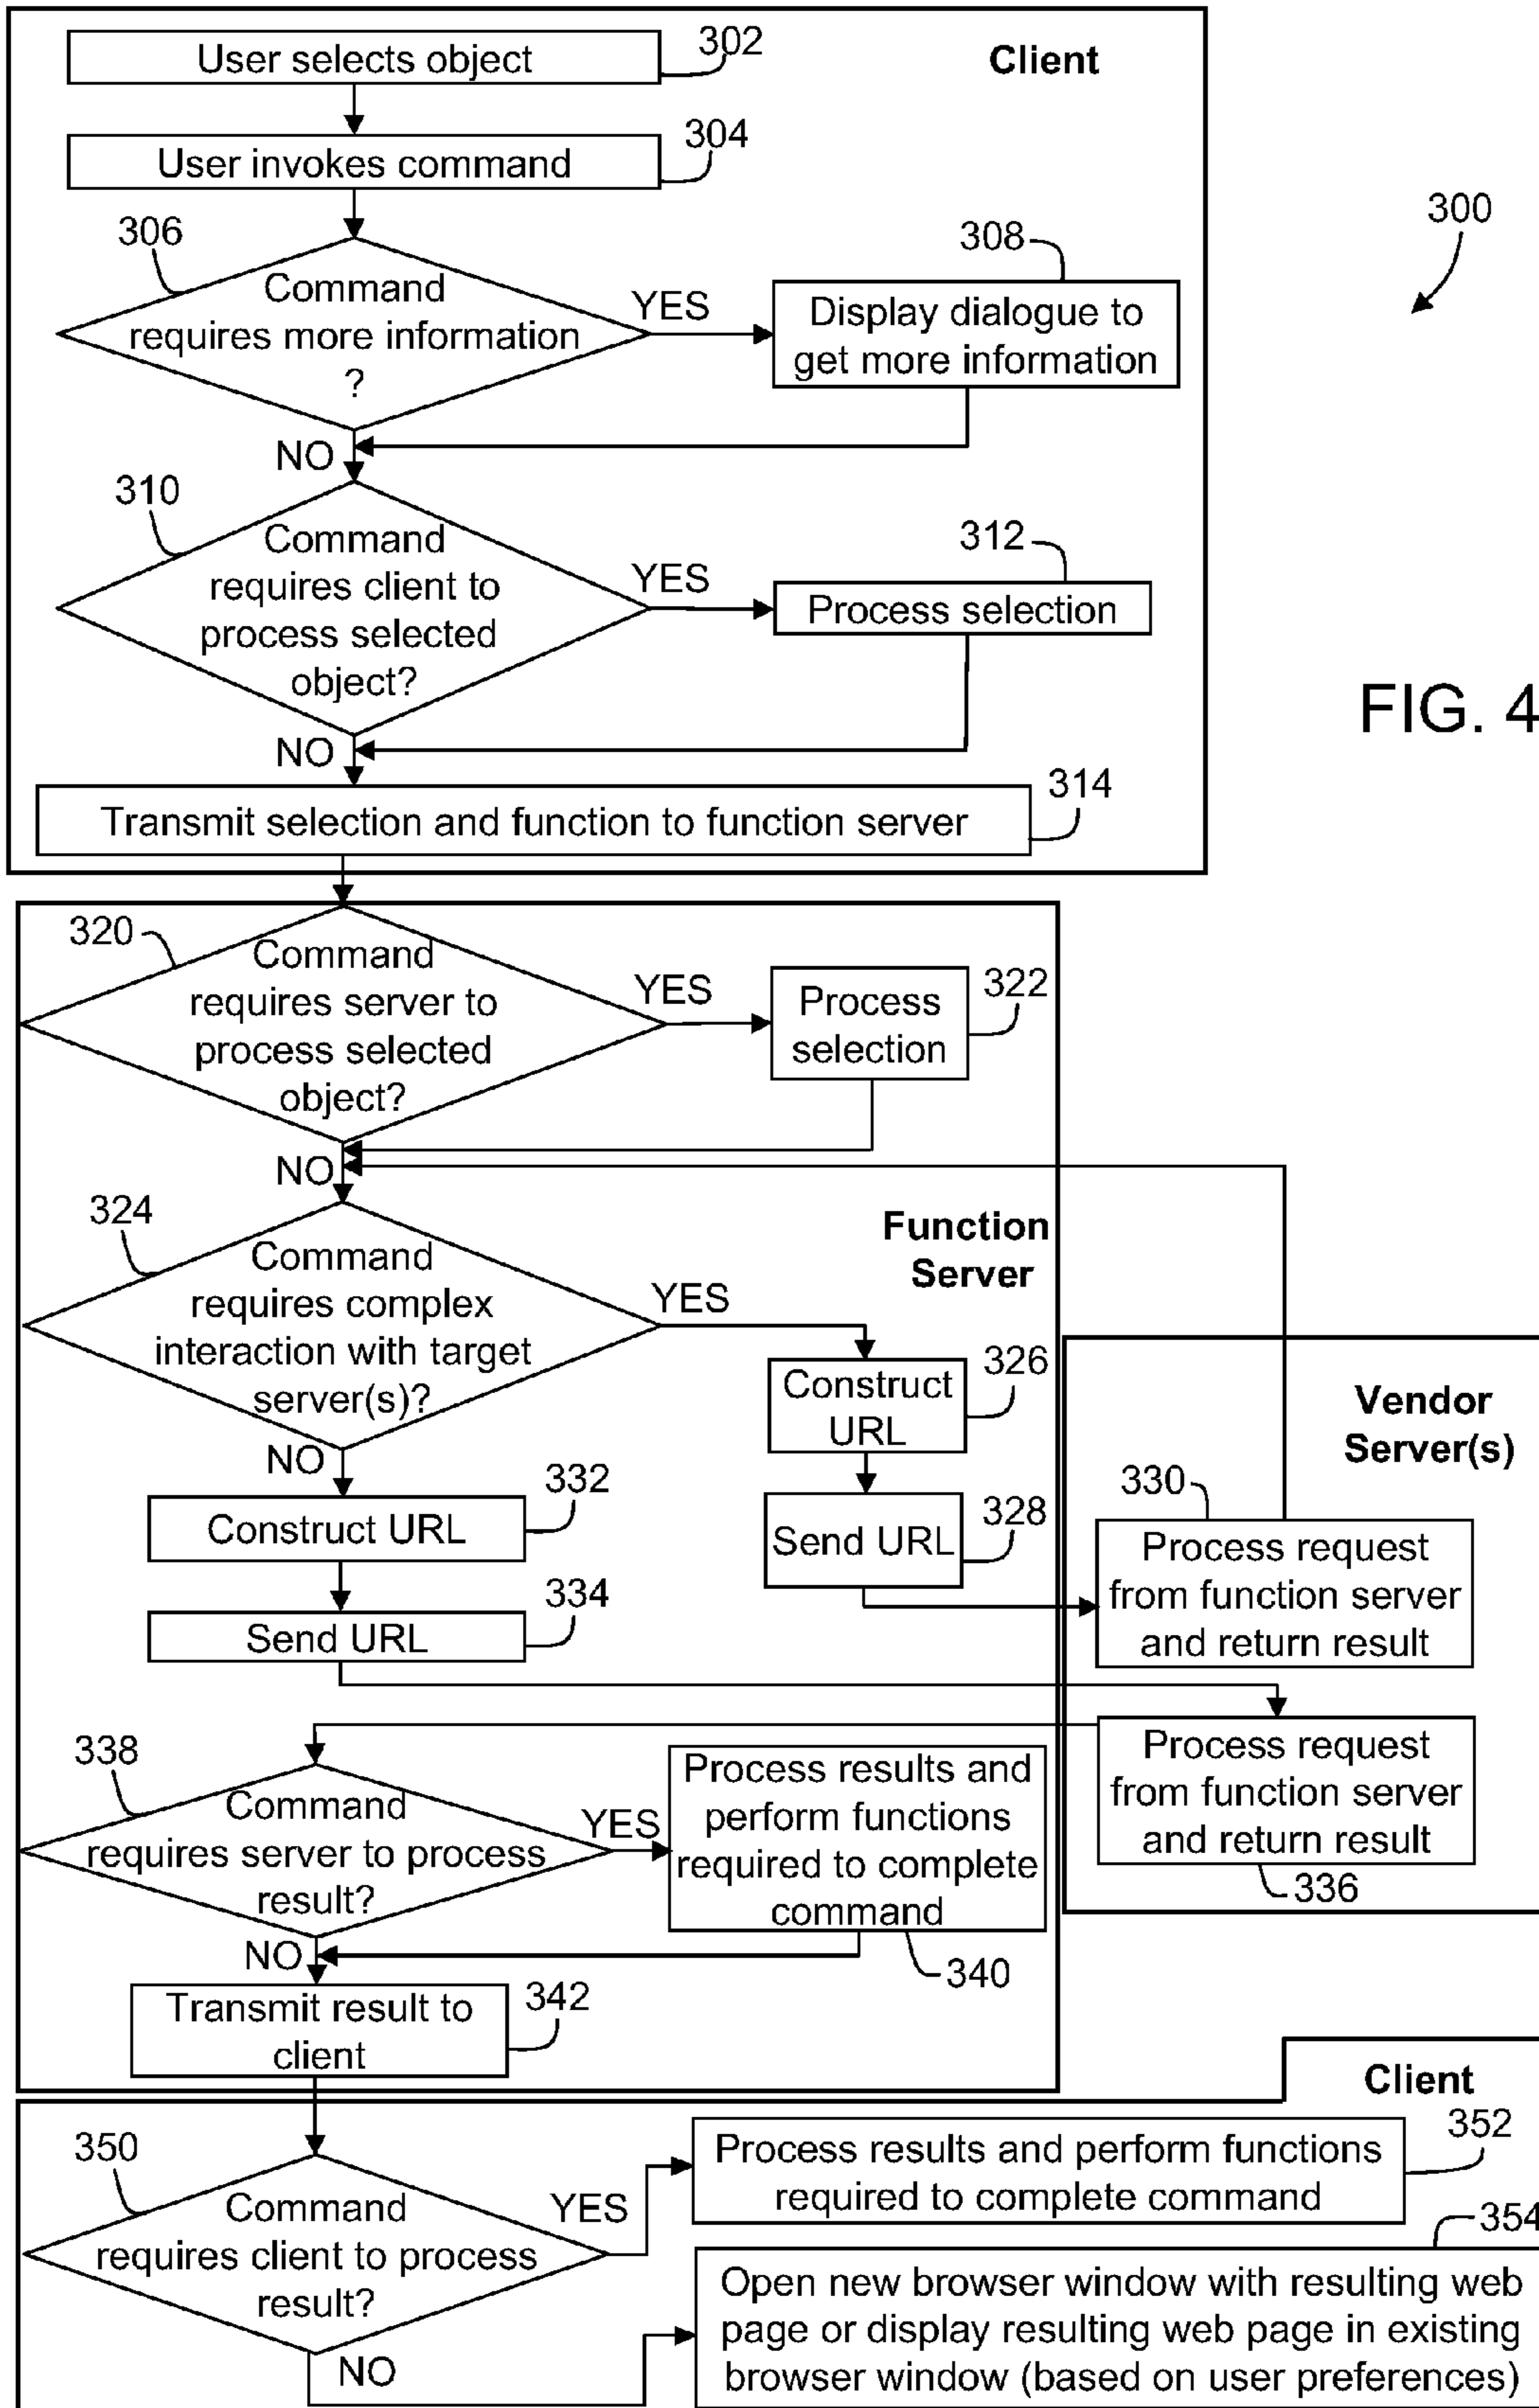 User selects object
302
Client
User invokes command
304
300
306
Command
requires more information
?
YES
308
Display dialogue to
get more information
NO
310
Command
requires client to
process selected
object?
YES
312
Process selection
FIG. 4
NO
Transmit selection and function to function server
314
320
Command
requires server to
process selected
object?
YES
Process
selection
322
NO
324
Command
requires complex
interaction with target
server(s)?
YES
Function
Server
Construct
URL
326
Vendor
Server(s)
NO
Construct URL
332
Send URL
328
330
Process request
from function server
and return result
Send URL
334
338
Command
requires server to process
result?
YES
Process results and
perform functions
required to complete
command
340
Process request
from function server
and return result
336
NO
Transmit result to
client
342
Client
350
Command
requires client to process
result?
YES
Process results and perform functions
required to complete command
352
354
NO
Open new browser window with resulting web
page or display resulting web page in existing
browser window (based on user preferences)